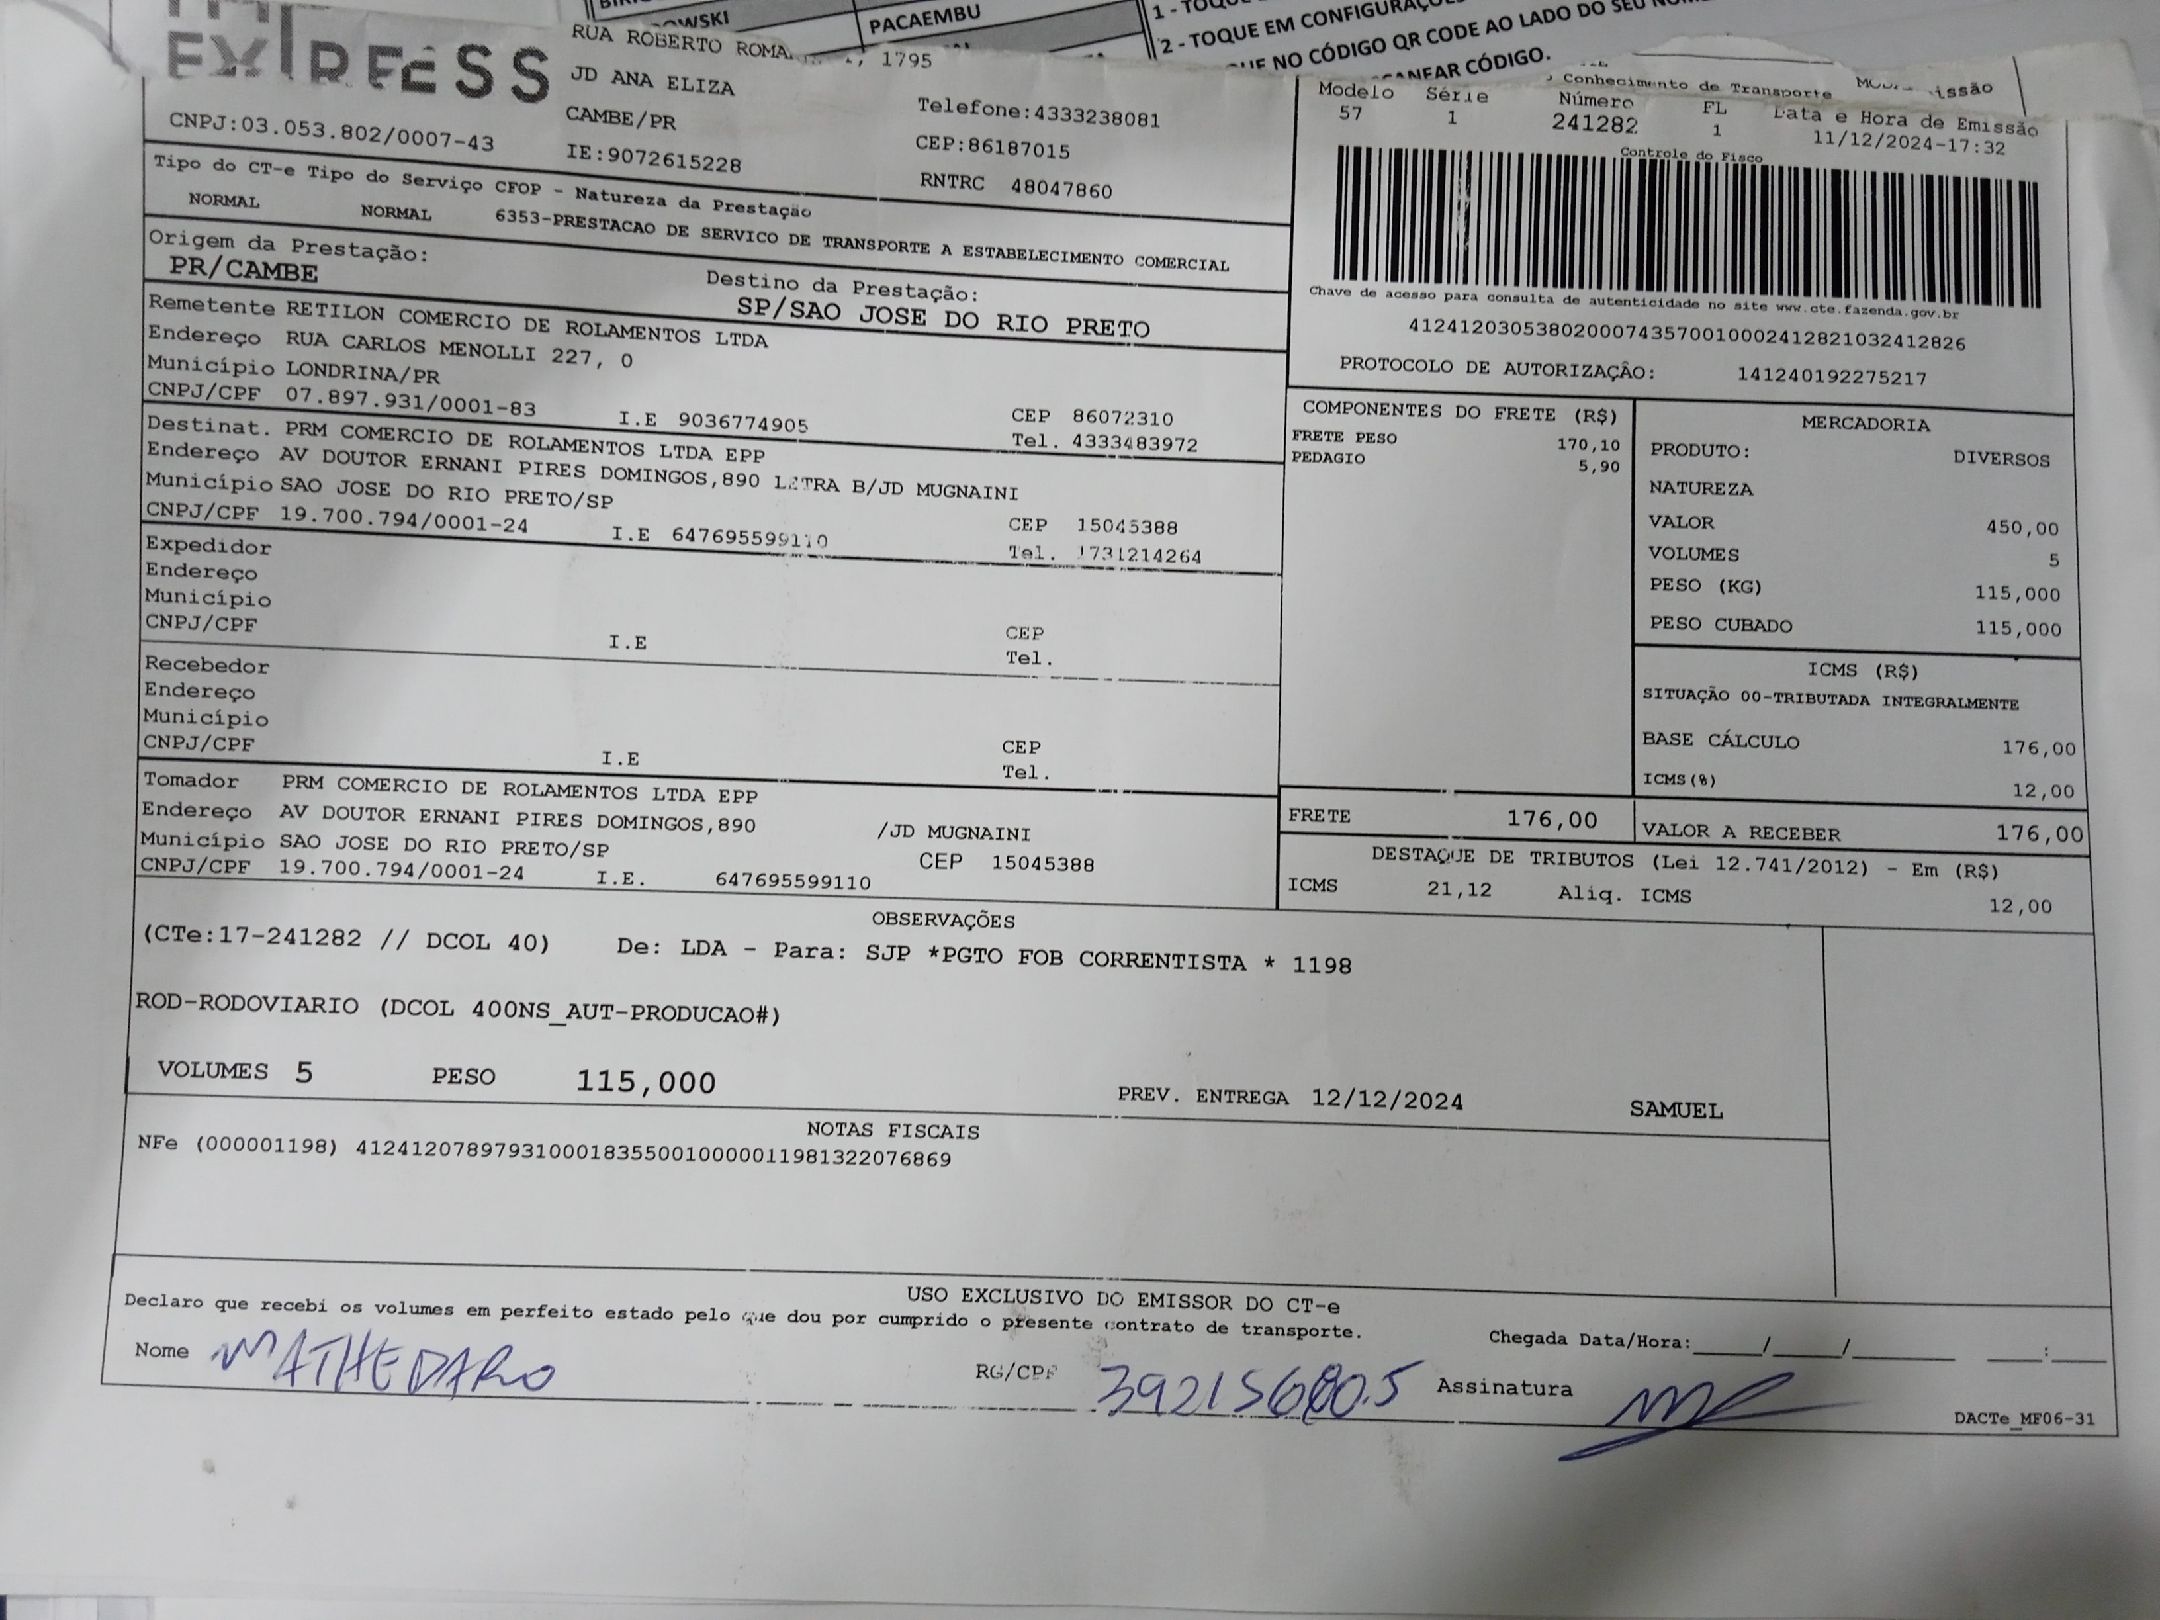 PACAEMBU
2 - TOQUE EM CONFIGURAÇÕ
NO CÓDIGO QR CODE AO LADO DO SEU
CÓDIGO.
RUA ROBERTO 1795
JD ANA ELIZA
CAMBE/PR Telefone:4333238081
CNPJ:03.053.802/0007-43 IE:9072615228 CEP:86187015
RNTRC 48047860
Conhecimento de Transporte
Modelo Série Número FL Data e Hora de Emissão
57 1 241282 1 11/12/2024-17:32
Controle do Fisco
Chave de acesso para consulta de autenticidade no site www.cte.fazenda.gov.br
41241203053802000743570010002412821032412826
PROTOCOLO DE AUTORIZAÇÃO: 141240192275217
Tipo do CT-e Tipo do Serviço CFOP - Natureza da Prestação
NORMAL NORMAL 6353-PRESTACAO DE SERVICO DE TRANSPORTE A ESTABELECIMENTO COMERCIAL
Origem da Prestação: Destino da Prestação:
PR/CAMBE SP/SAO JOSE DO RIO PRETO
Remetente RETILON COMERCIO DE ROLAMENTOS LTDA
Endereço RUA CARLOS MENOLLI 227, 0
Município LONDRINA/PR CEP 86072310
CNPJ/CPF 07.897.931/0001-83 I.E 9036774905 Tel. 4333483972
Destinat. PRM COMERCIO DE ROLAMENTOS LTDA EPP
Endereço AV DOUTOR ERNANI PIRES DOMINGOS,890 LETRA B/JD MUGNAINI
Município SAO JOSE DO RIO PRETO/SP CEP 15045388
CNPJ/CPF 19.700.794/0001-24 I.E 647695599110 Tel. 1731214264
Expedidor
Endereço
Município CEP
CNPJ/CPF I.E Tel.
Recebedor
Endereço
Município CEP
CNPJ/CPF I.E Tel.
Tomador PRM COMERCIO DE ROLAMENTOS LTDA EPP
Endereço AV DOUTOR ERNANI PIRES DOMINGOS,890 /JD MUGNAINI
Município SAO JOSE DO RIO PRETO/SP CEP 15045388
CNPJ/CPF 19.700.794/0001-24 I.E. 647695599110
COMPONENTES DO FRETE (R$)
FRETE PESO 170,10
PEDAGIO 5,90
MERCADORIA
PRODUTO: DIVERSOS
NATUREZA
VALOR 450,00
VOLUMES 5
PESO (KG) 115,000
PESO CUBADO 115,000
ICMS (R$)
SITUAÇÃO 00-TRIBUTADA INTEGRALMENTE
BASE CÁLCULO 176,00
ICMS(%) 12,00
FRETE 176,00 VALOR A RECEBER 176,00
DESTAQUE DE TRIBUTOS (Lei 12.741/2012) - Em (R$)
ICMS 21,12 Aliq. ICMS 12,00
OBSERVAÇÕES
(CTe:17-241282 // DCOL 40) De: LDA - Para: SJP *PGTO FOB CORRENTISTA * 1198
ROD-RODOVIARIO (DCOL 400NS_AUT-PRODUCAO#)
VOLUMES 5 PESO 115,000 PREV. ENTREGA 12/12/2024 SAMUEL
NOTAS FISCAIS
NFe (000001198) 41241207897931000183550010000011981322076869
USO EXCLUSIVO DO EMISSOR DO CT-e
Declaro que recebi os volumes em perfeito estado pelo que dou por cumprido o presente contrato de transporte.
Chegada Data/Hora:_____/_____/_________ ____:____
Nome RG/CPF Assinatura
DACTe_MF06-31